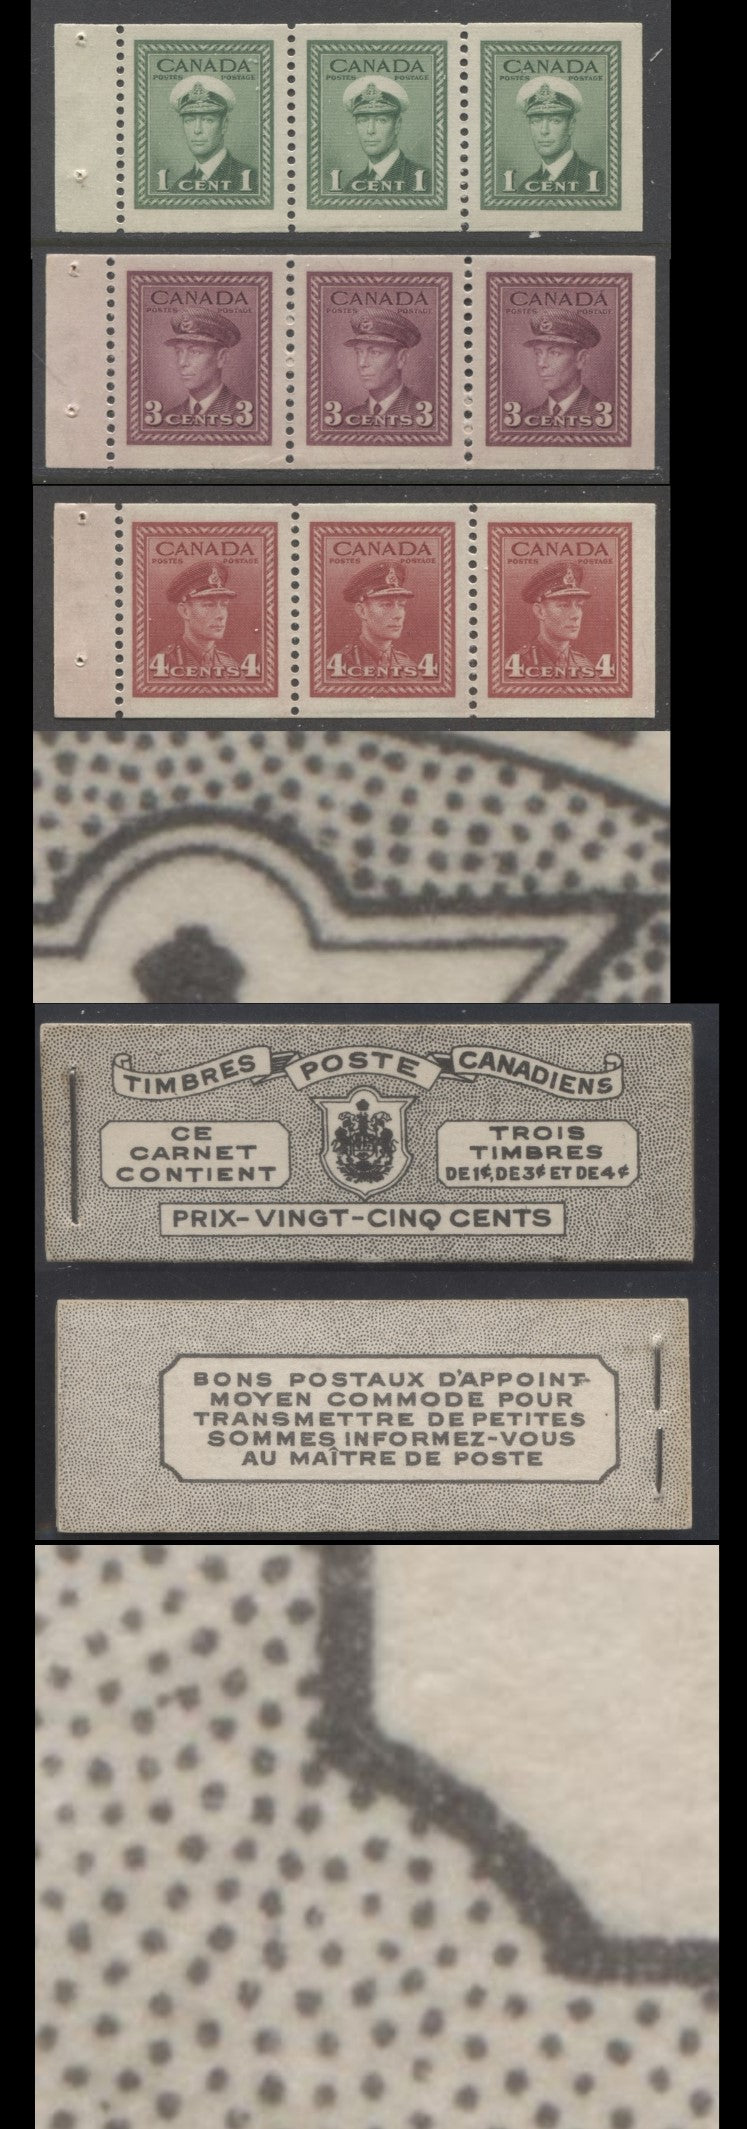 CANADA CANADA CANADA
POSTES POSTAGE POSTES POSTAGE POSTES POSTAGE
1 CENT 1 1 CENT 1 1 CENT 1
CANADA CANADA CANADA
POSTES POSTAGE POSTES POSTAGE POSTES POSTAGE
3 CENTS 3 3 CENTS 3 3 CENTS 3
CANADA CANADA CANADA
POSTES POSTAGE POSTES POSTAGE POSTES POSTAGE
4 CENTS 4 4 CENTS 4 4 CENTS 4
TIMBRES POSTE CANADIENS
CE
CARNET
CONTIENT
TROIS
TIMBRES
DE 1¢, DE 3¢ ET DE 4¢
PRIX-VINGT-CINQ CENTS
BONS POSTAUX D'APPOINT-
MOYEN COMMODE POUR
TRANSMETTRE DE PETITES
SOMMES INFORMEZ-VOUS
AU MAÎTRE DE POSTE